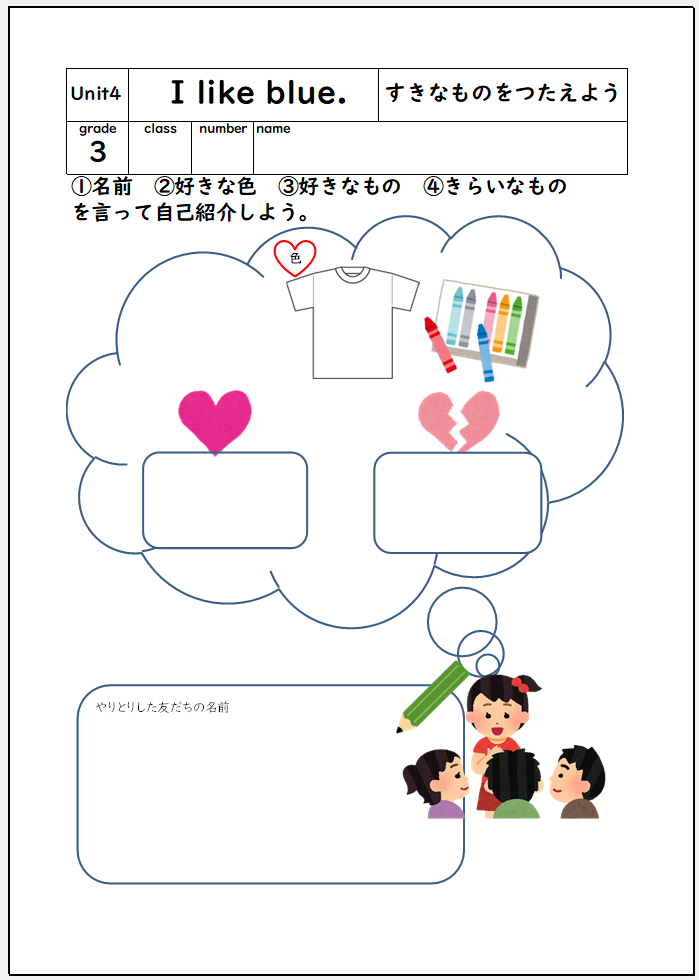 Unit4 I like blue. すきなものをつたえよう
grade class number name
3
①名前 ②好きな色 ③好きなもの ④きらいなもの
を言って自己紹介しよう。
色
やりとりした友だちの名前